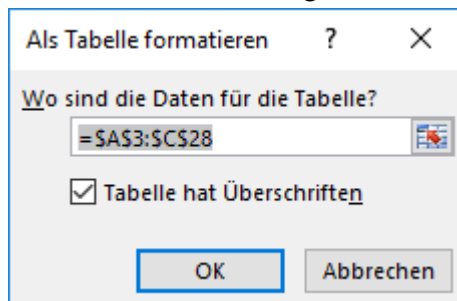 Als Tabelle formatieren ? ×
Wo sind die Daten für die Tabelle?
=$A$3:$C$28
Tabelle hat Überschriften
OK Abbrechen